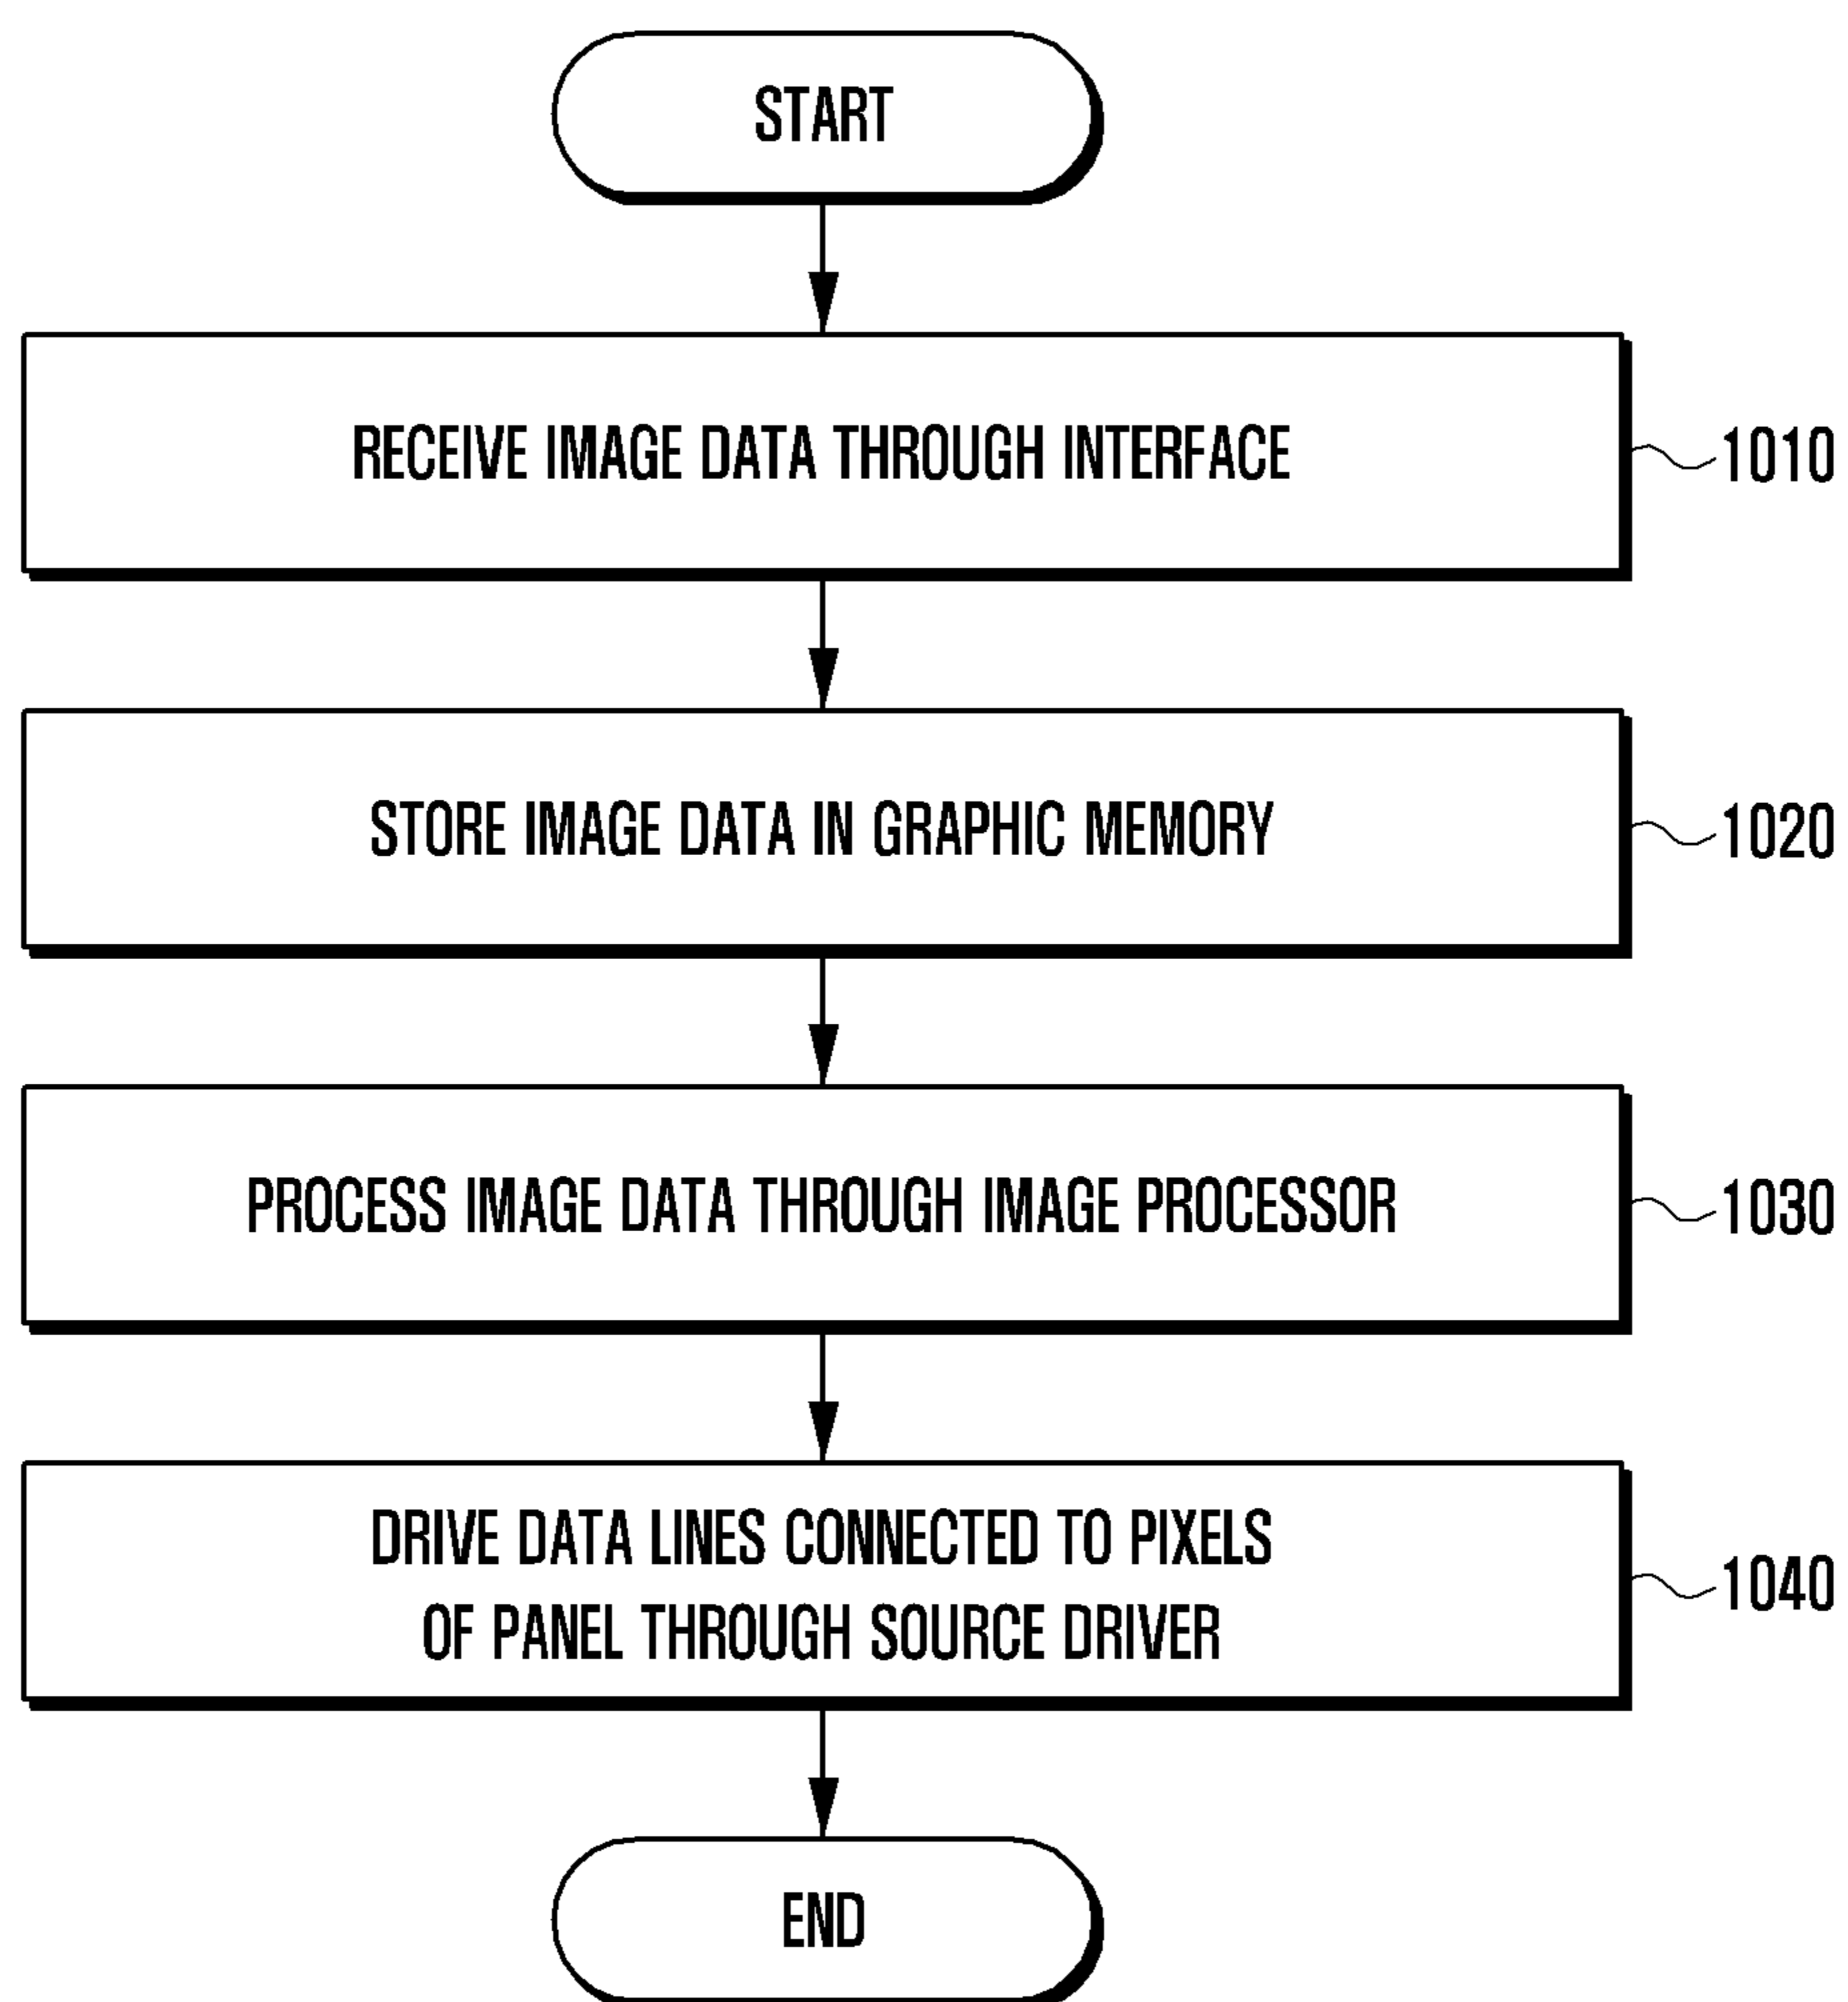 START
RECEIVE IMAGE DATA THROUGH INTERFACE
1010
STORE IMAGE DATA IN GRAPHIC MEMORY
1020
PROCESS IMAGE DATA THROUGH IMAGE PROCESSOR
1030
DRIVE DATA LINES CONNECTED TO PIXELS
OF PANEL THROUGH SOURCE DRIVER
1040
END